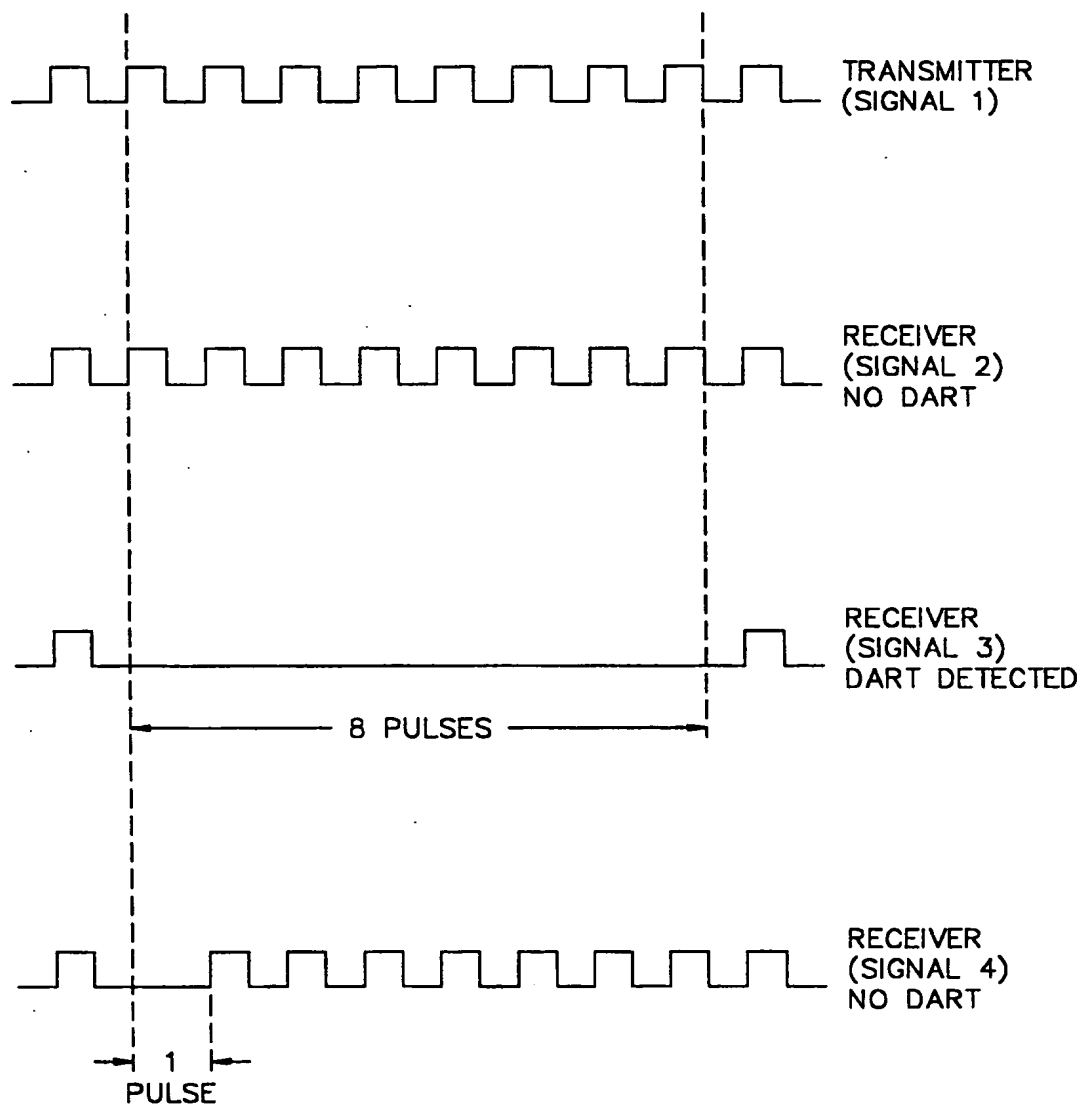 TRANSMITTER
(SIGNAL 1)
RECEIVER
(SIGNAL 2)
NO DART
RECEIVER
(SIGNAL 3)
DART DETECTED
8 PULSES
RECEIVER
(SIGNAL 4)
NO DART
1
PULSE